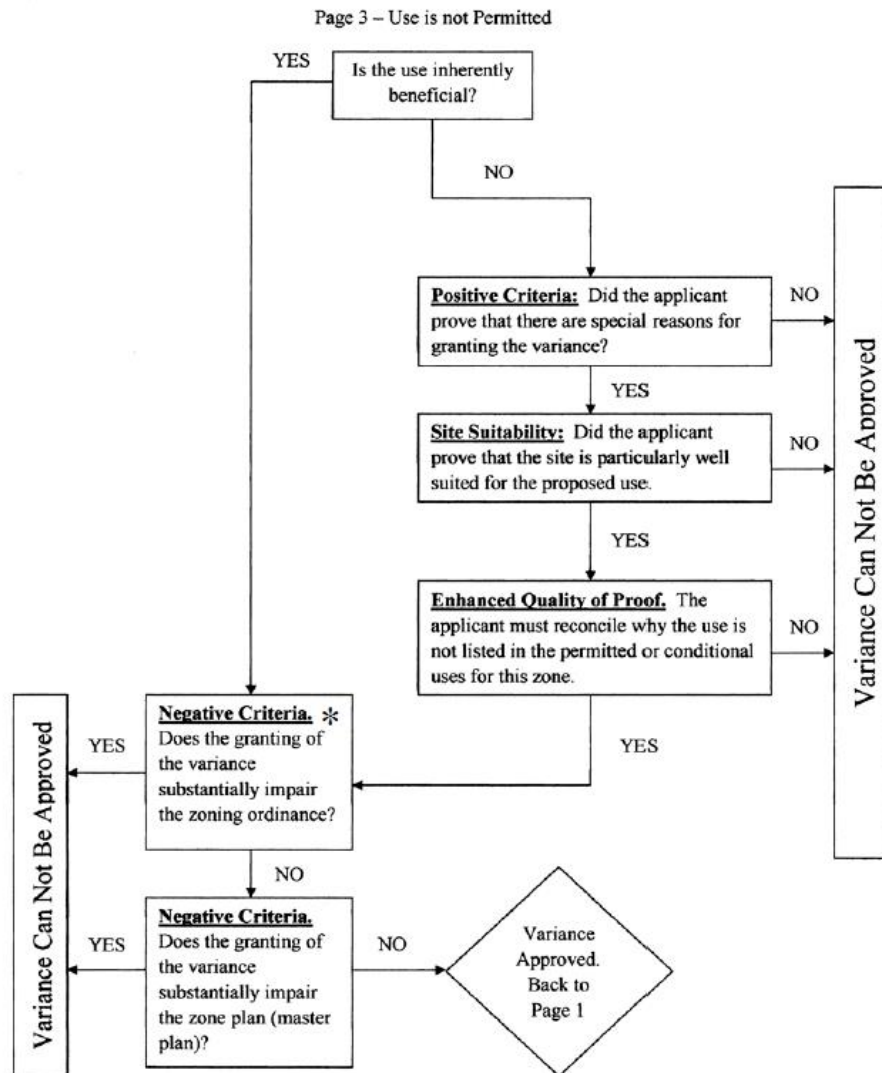 Page 3 – Use is not Permitted
YES
Is the use inherently
beneficial?
NO
Positive Criteria: Did the applicant
prove that there are special reasons for
granting the variance?
NO
YES
Site Suitability: Did the applicant
prove that the site is particularly well
suited for the proposed use.
NO
YES
Enhanced Quality of Proof. The
applicant must reconcile why the use is
not listed in the permitted or conditional
uses for this zone.
NO
YES
Variance Can Not Be Approved
Negative Criteria. *
Does the granting of
the variance
substantially impair
the zoning ordinance?
YES
NO
Negative Criteria.
Does the granting of
the variance
substantially impair
the zone plan (master
plan)?
YES
NO
Variance Can Not Be Approved
Variance
Approved.
Back to
Page 1